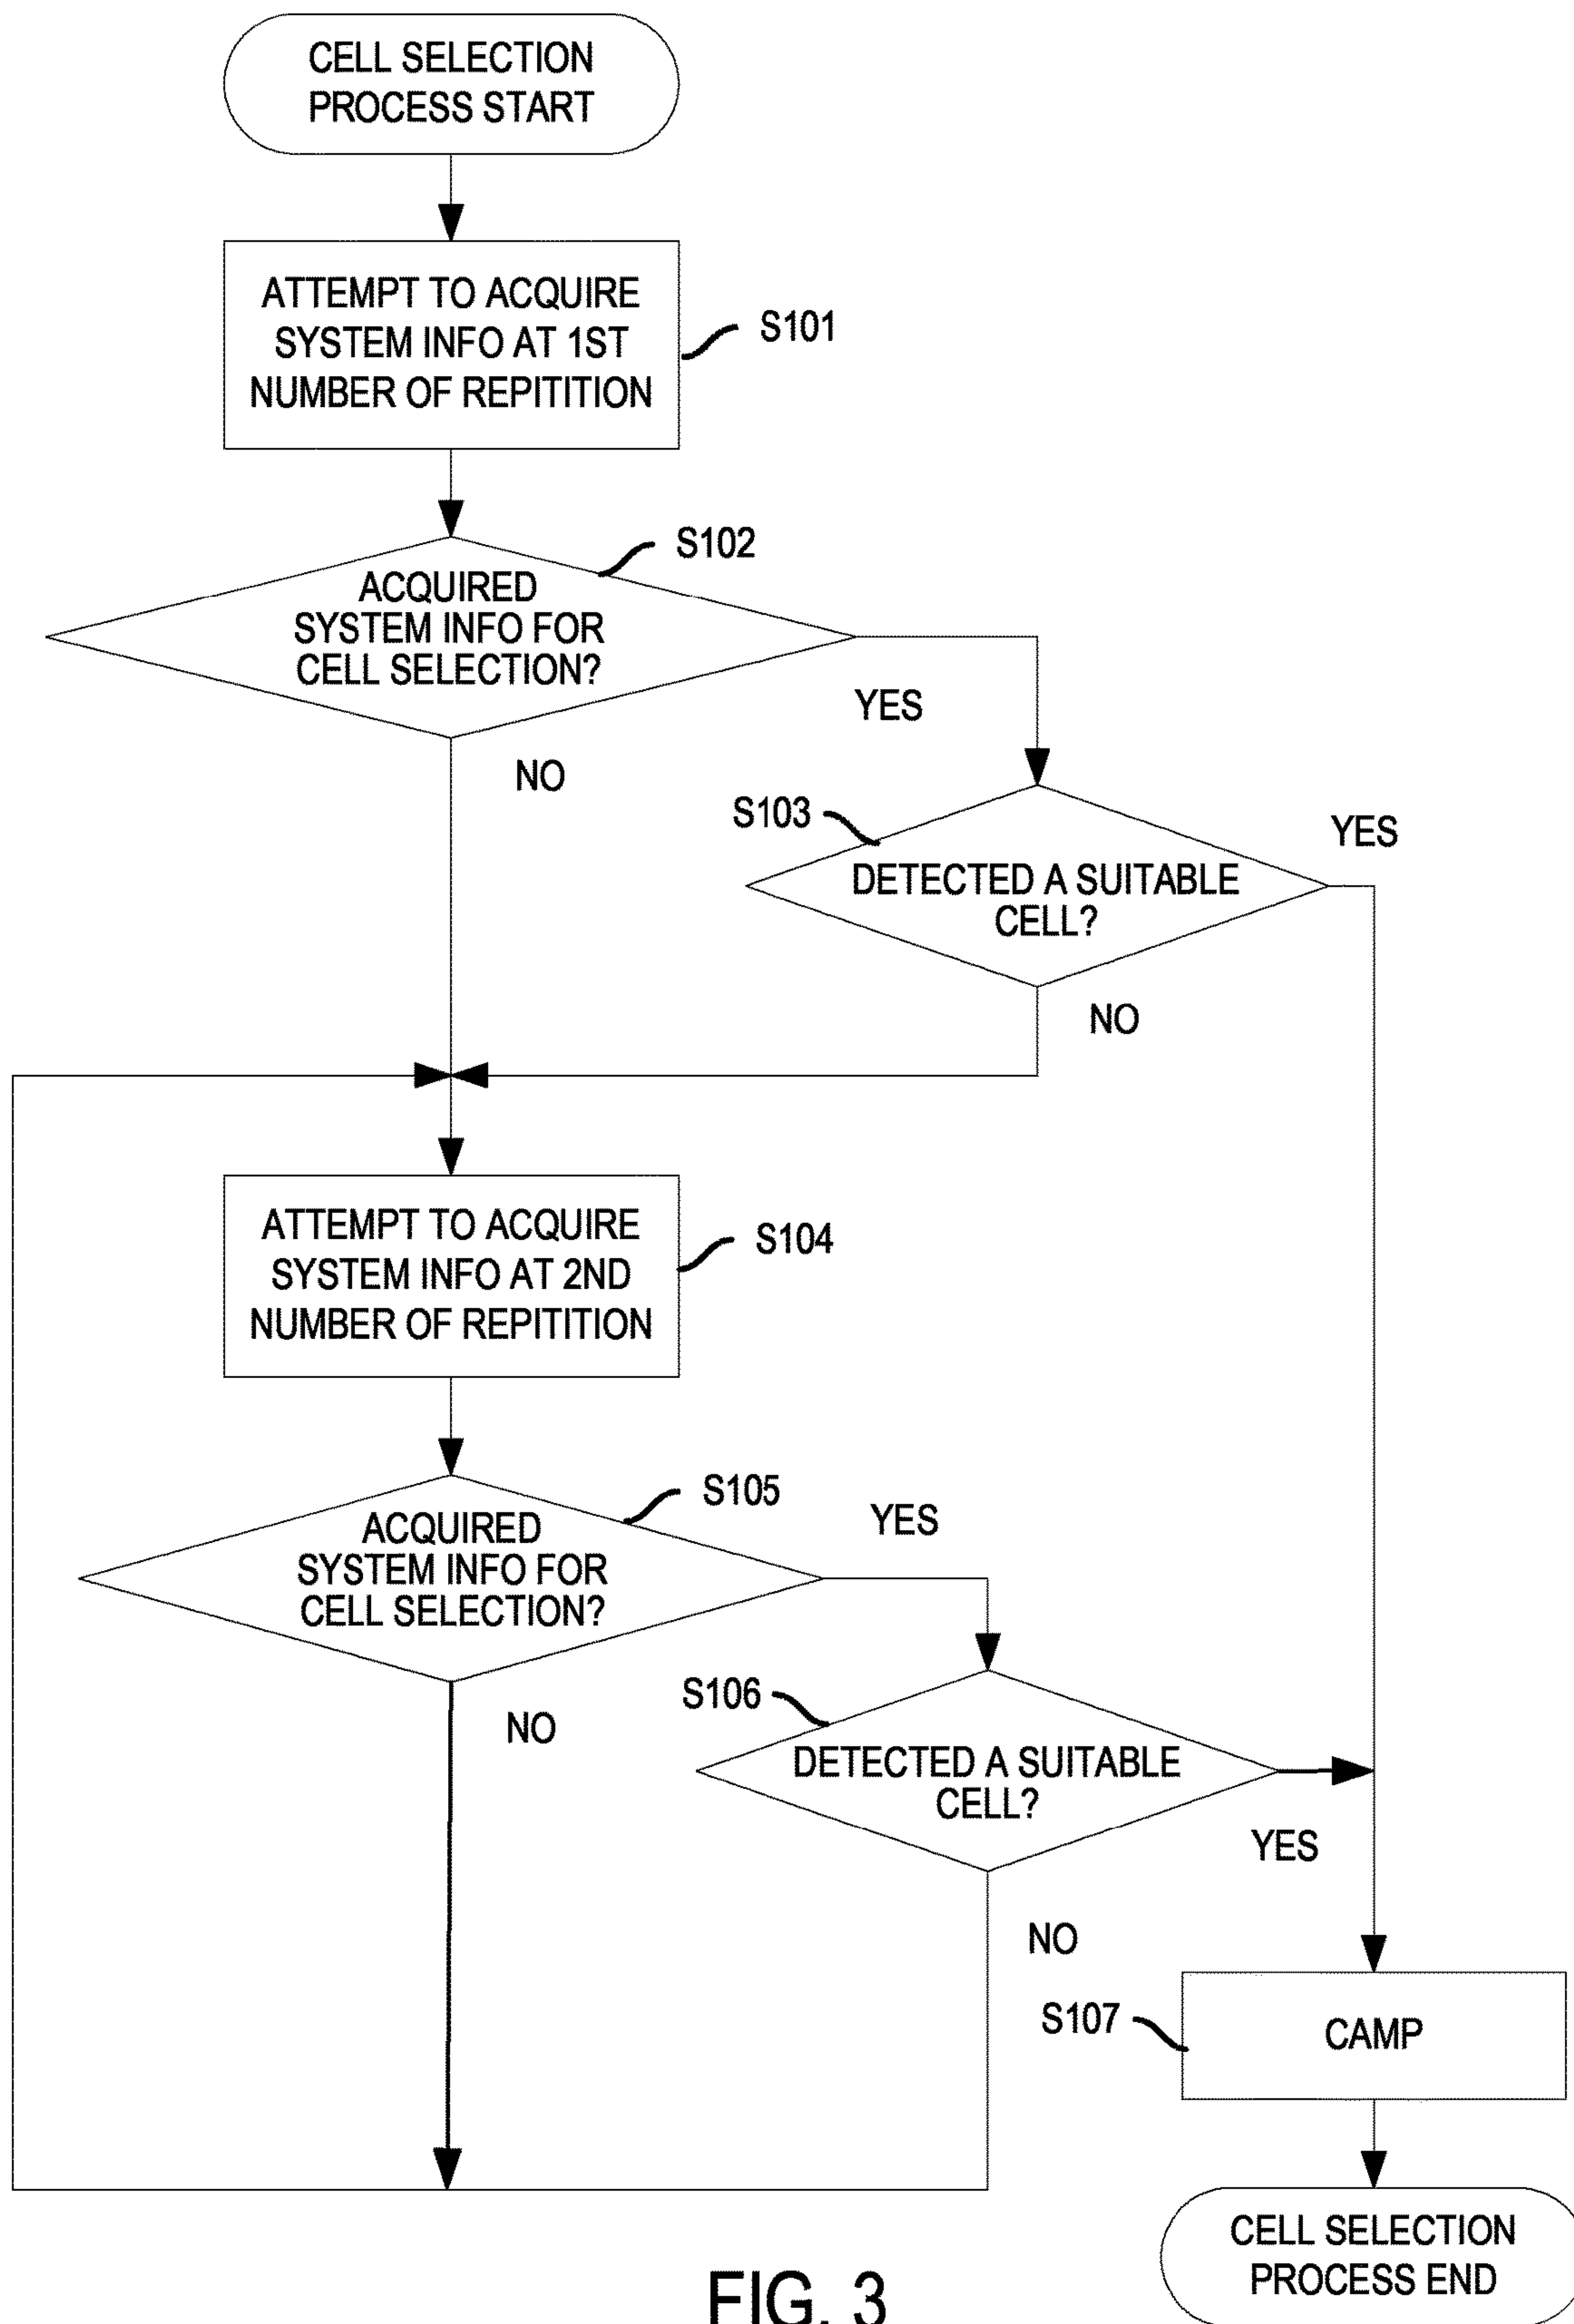 CELL SELECTION
PROCESS START
ATTEMPT TO ACQUIRE
SYSTEM INFO AT 1ST
NUMBER OF REPITITION
S101
S102
ACQUIRED
SYSTEM INFO FOR
CELL SELECTION?
YES
NO
S103
YES
DETECTED A SUITABLE
CELL?
NO
ATTEMPT TO ACQUIRE
SYSTEM INFO AT 2ND
NUMBER OF REPITITION
S104
S105
YES
ACQUIRED
SYSTEM INFO FOR
CELL SELECTION?
NO
S106
DETECTED A SUITABLE
CELL?
YES
NO
S107
CAMP
CELL SELECTION
PROCESS END
FIG. 3